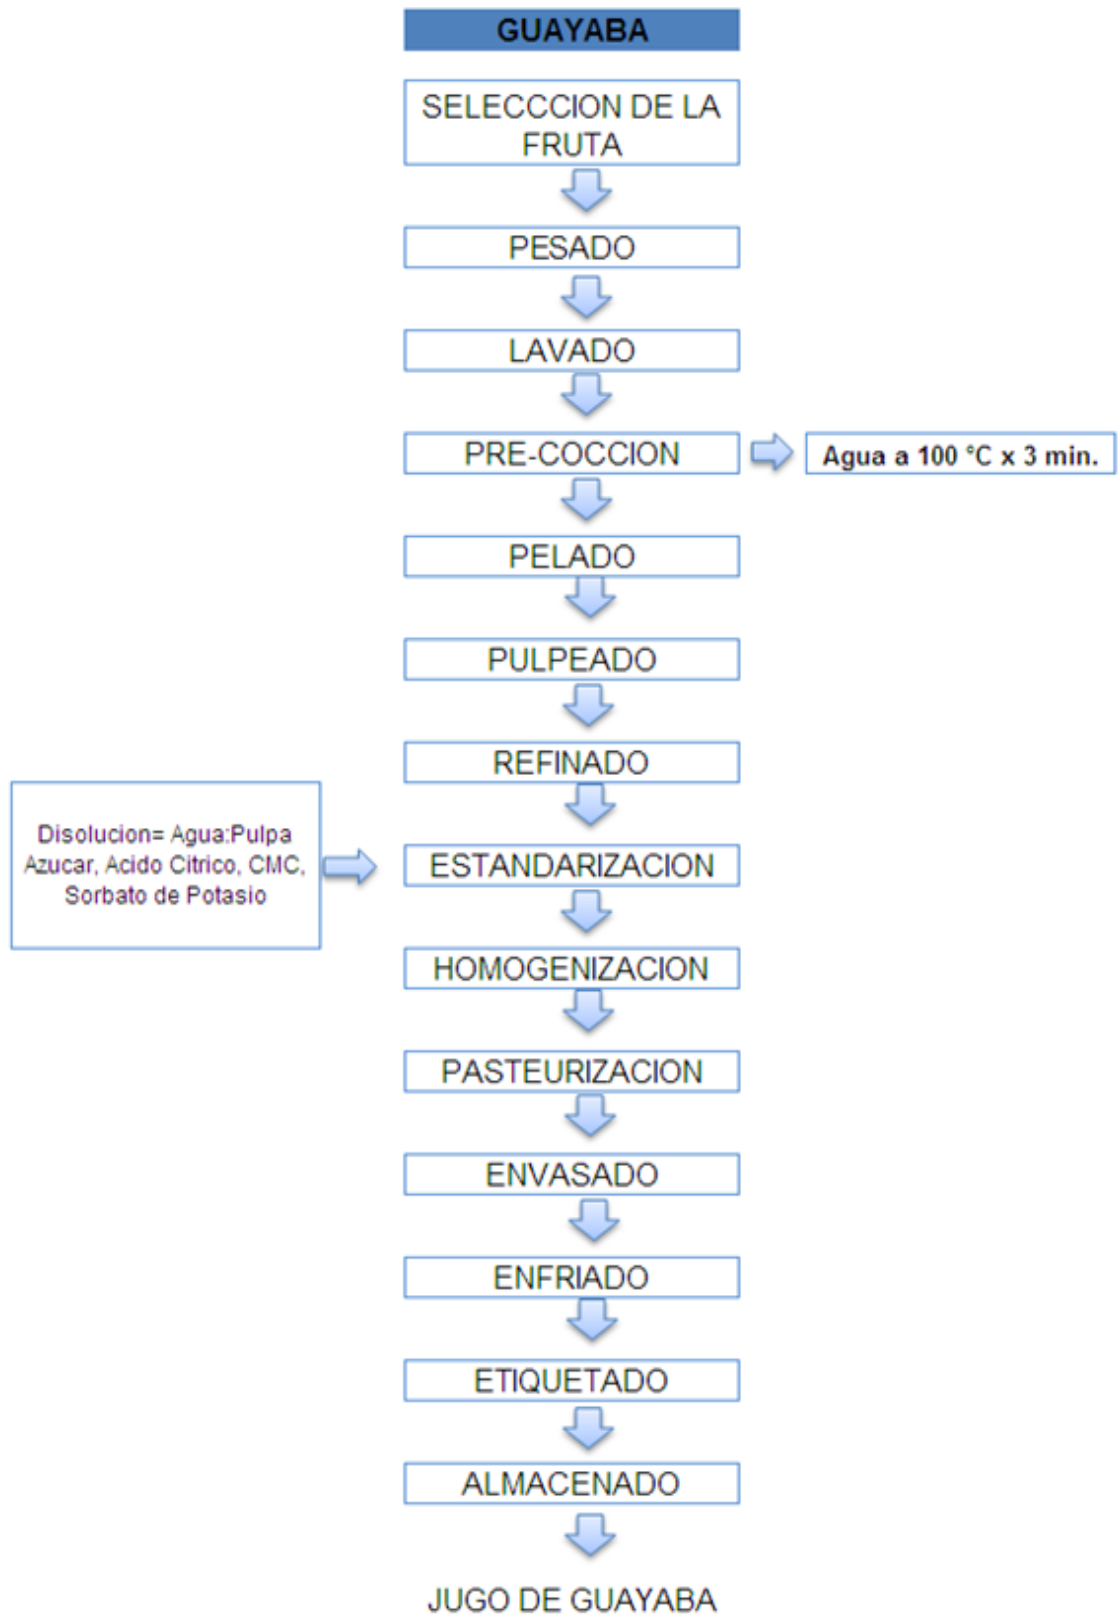 GUAYABA
SELECCCION DE LA
FRUTA
PESADO
LAVADO
PRE-COCCION
Agua a 100 °C x 3 min.
PELADO
PULPEADO
REFINADO
Disolucion= Agua:Pulpa
Azucar, Acido Citrico, CMC,
Sorbato de Potasio
ESTANDARIZACION
HOMOGENIZACION
PASTEURIZACION
ENVASADO
ENFRIADO
ETIQUETADO
ALMACENADO
JUGO DE GUAYABA